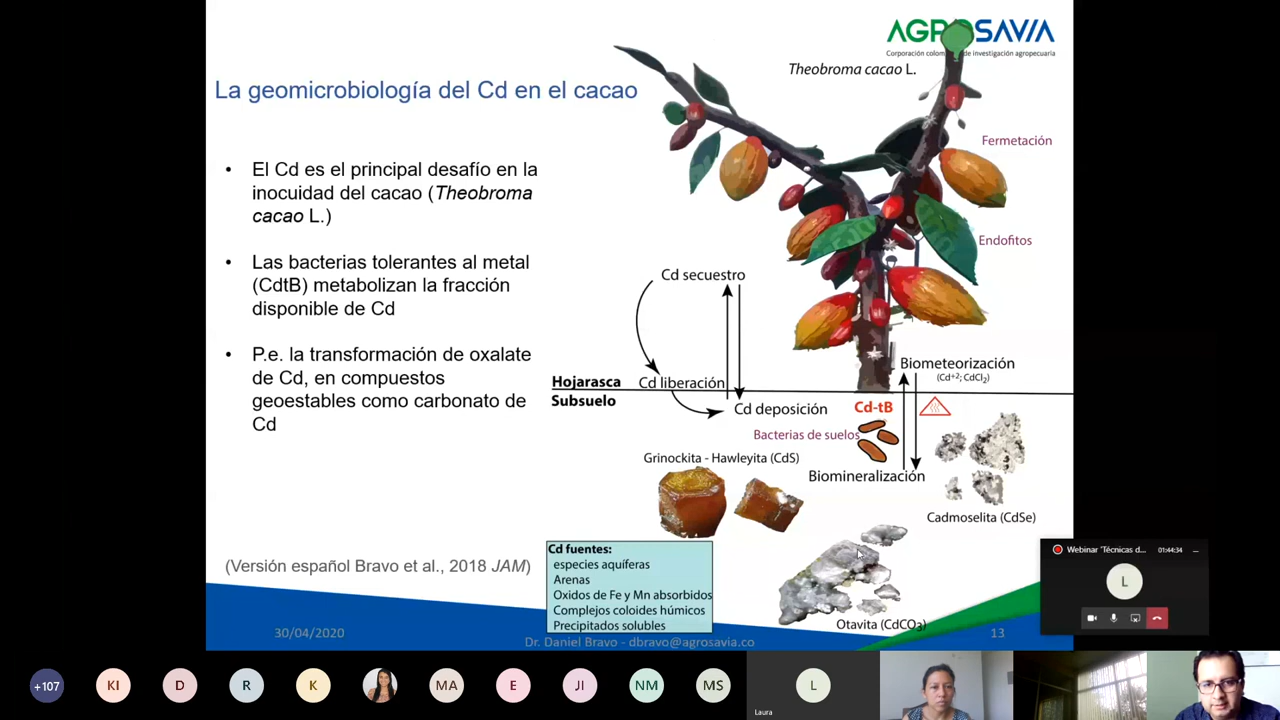 AGROSAVIA
Corporación colombiana de investigación agropecuaria
Theobroma cacao L.
La geomicrobiología del Cd en el cacao
• El Cd es el principal desafío en la
inocuidad del cacao (Theobroma
cacao L.)
• Las bacterias tolerantes al metal
(CdtB) metabolizan la fracción
disponible de Cd
• P.e. la transformación de oxalate
de Cd, en compuestos
geoestables como carbonato de
Cd
(Versión español Bravo et al., 2018 JAM)
Fermetación
Endofitos
Cd secuestro
Biometeorización
(Cd+2; CdCl2)
Hojarasca
Cd liberación
Subsuelo
Cd deposición
Cd-tB
Bacterias de suelos
Grinockita - Hawleyita (CdS)
Biomineralización
Cadmoselita (CdSe)
Cd fuentes:
especies aquíferas
Arenas
Oxidos de Fe y Mn absorbidos
Complejos coloides húmicos
Precipitados solubles
Otavita (CdCO3)
30/04/2020
Dr. Daniel Bravo - dbravo@agrosavia.co
13
Webinar 'Técnicas d...
01:44:34
L
+107
KI
D
R
K
MA
E
JI
NM
MS
L
Laura